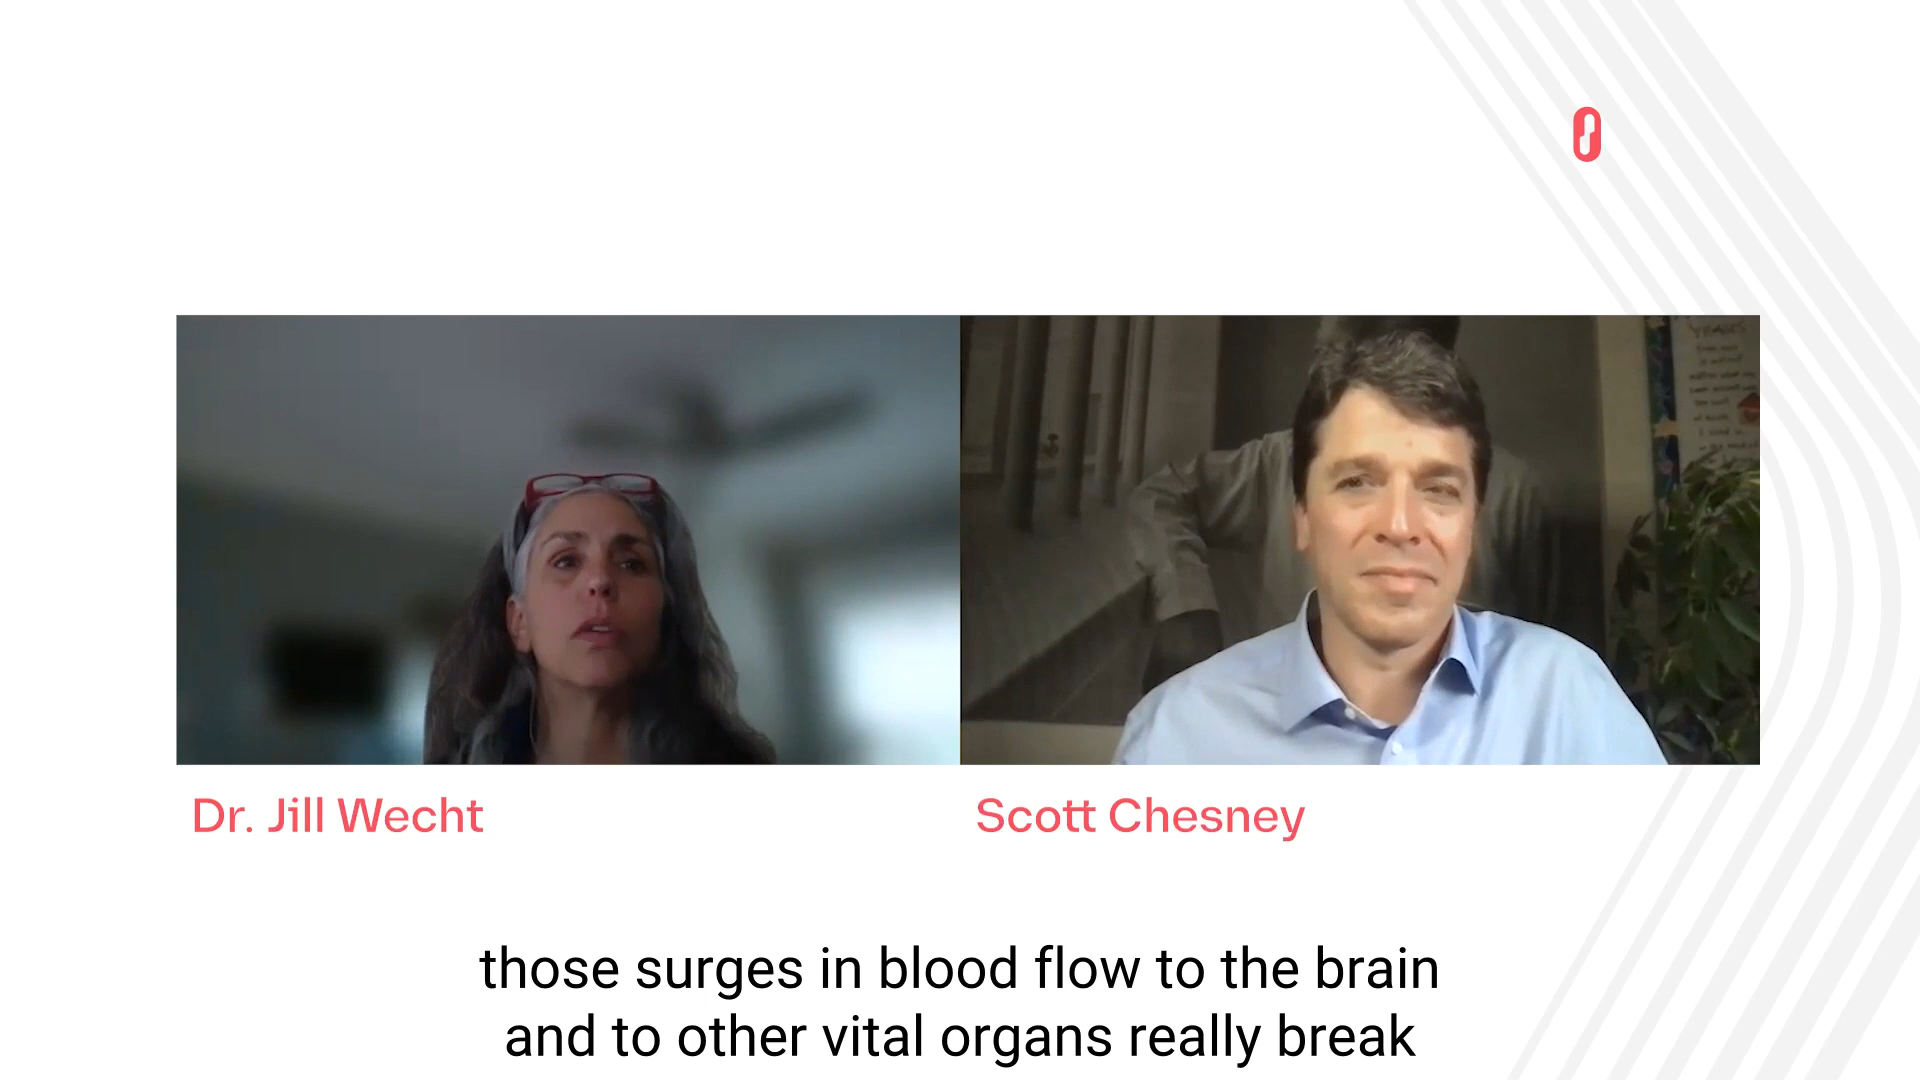 Dr. Jill Wecht
Scott Chesney
those surges in blood flow to the brain
and to other vital organs really break